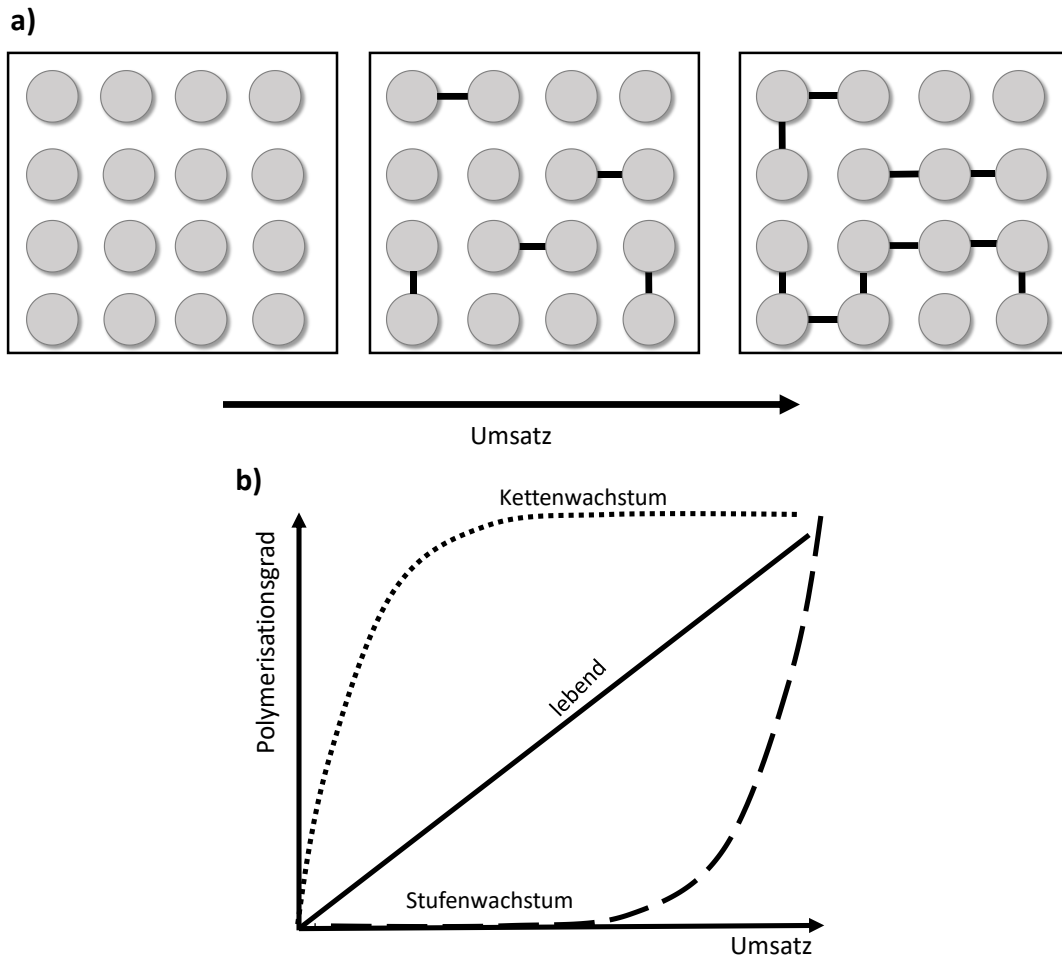 a)
Umsatz
b)
Kettenwachstum
Polymerisationsgrad
lebend
Stufenwachstum
Umsatz